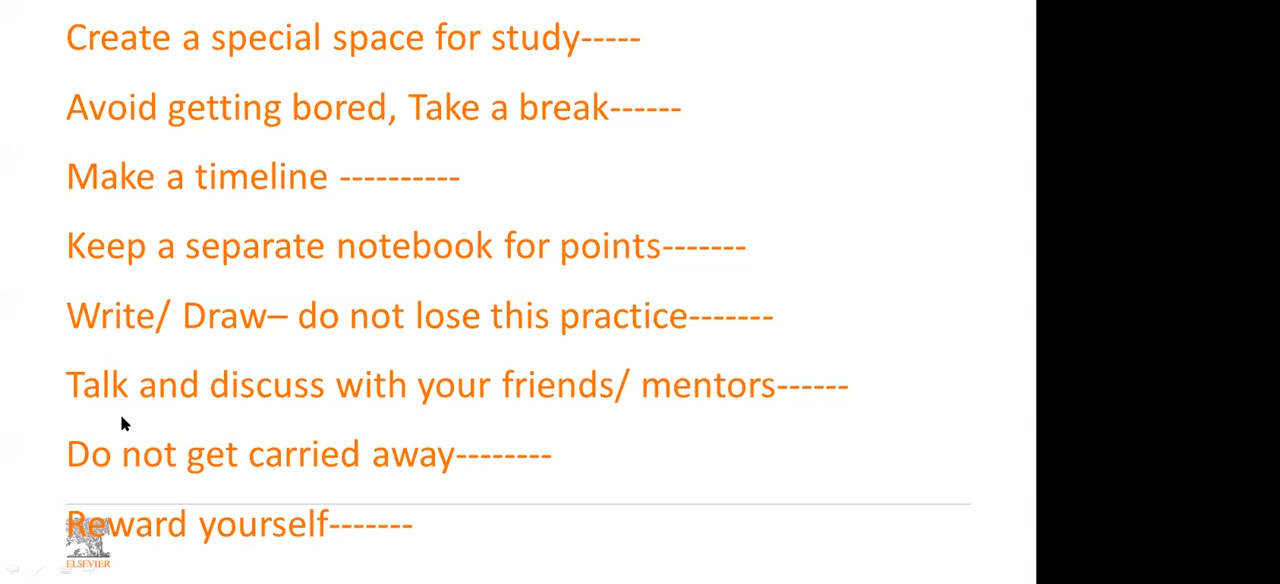 Create a special space for study-----
Avoid getting bored, Take a break------
Make a timeline ----------
Keep a separate notebook for points-------
Write/ Draw– do not lose this practice-------
Talk and discuss with your friends/ mentors------
Do not get carried away--------
Reward yourself-------
ELSEVIER